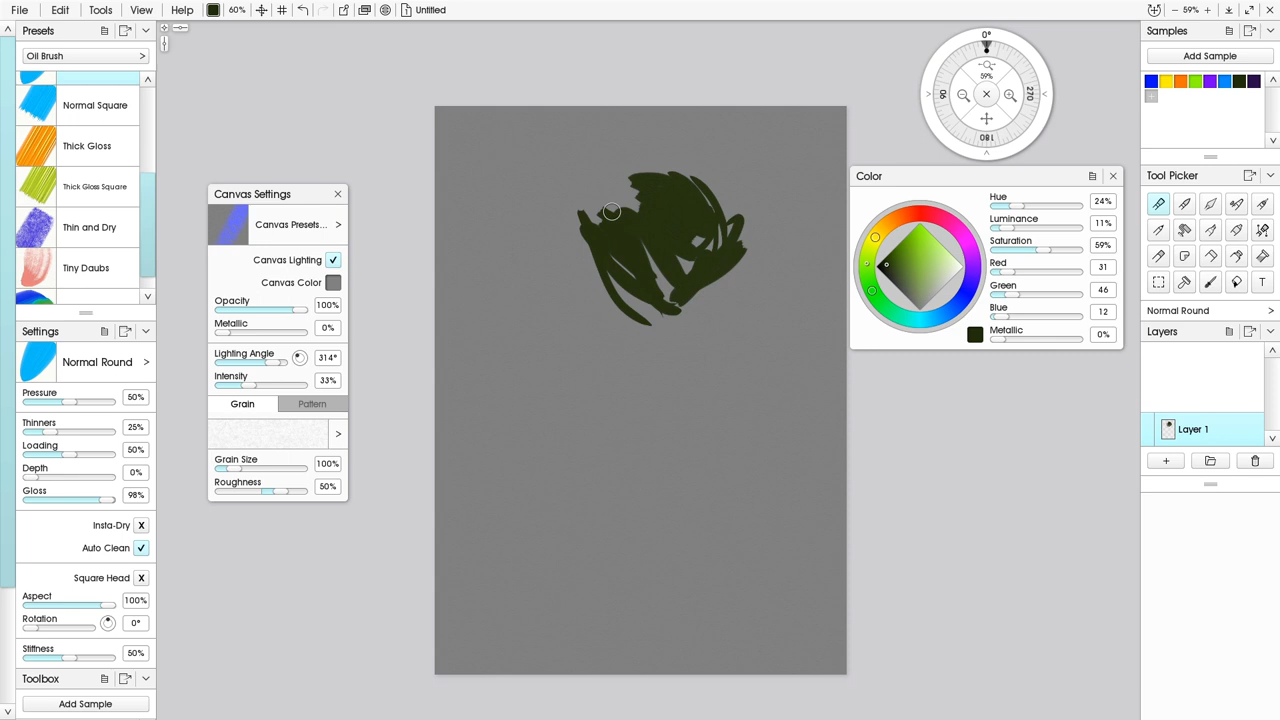 File Edit Tools View Help 60% Untitled 59%
Presets
Oil Brush >
Normal Square
Thick Gloss
Thick Gloss Square
Thin and Dry
Tiny Daubs
Settings
Normal Round >
Pressure 50%
Thinners 25%
Loading 50%
Depth 0%
Gloss 98%
Insta-Dry X
Auto Clean
Square Head X
Aspect 100%
Rotation 0°
Stiffness 50%
Toolbox
Add Sample
Canvas Settings
Canvas Presets... >
Canvas Lighting
Canvas Color
Opacity 100%
Metallic 0%
Lighting Angle 314°
Intensity 33%
Grain Pattern
Grain Size 100%
Roughness 50%
0°
59%
90
270
180
Color
Hue 24%
Luminance 11%
Saturation 59%
Red 31
Green 46
Blue 12
Metallic 0%
Samples
Add Sample
Tool Picker
T
Normal Round
Layers
Layer 1